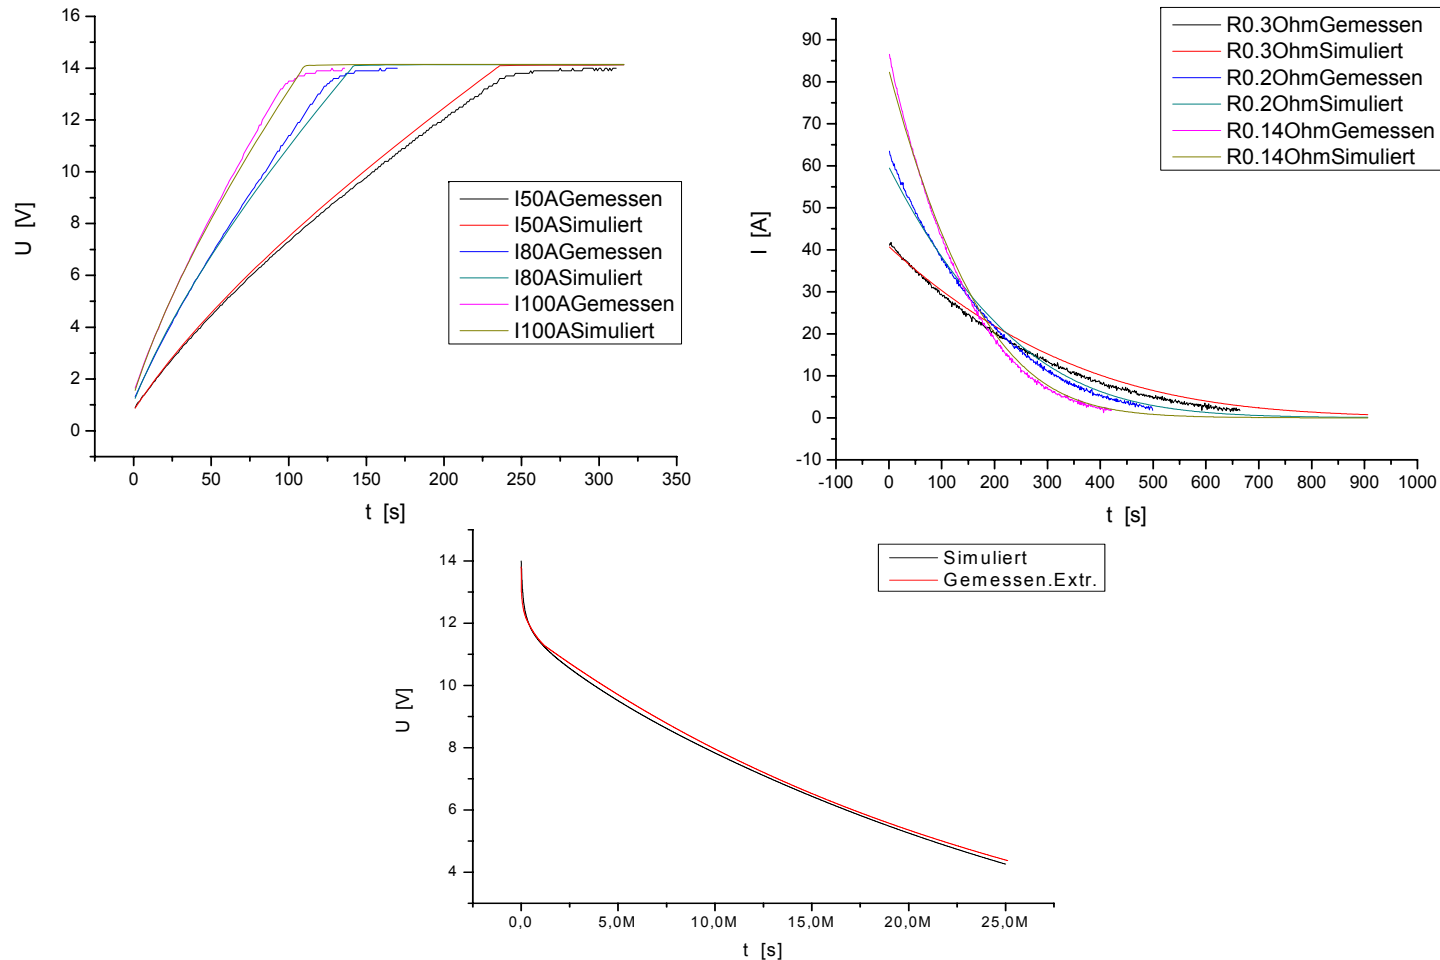 16
14
12
10
8
6
4
2
0
U [V]
I50AGemessen
I50ASimuliert
I80AGemessen
I80ASimuliert
I100AGemessen
I100ASimuliert
0 50 100 150 200 250 300 350
t [s]
R0.3OhmGemessen
R0.3OhmSimuliert
R0.2OhmGemessen
R0.2OhmSimuliert
R0.14OhmGemessen
R0.14OhmSimuliert
90
80
70
60
50
40
30
20
10
0
-10
I [A]
-100 0 100 200 300 400 500 600 700 800 900 1000
t [s]
Simuliert
Gemessen.Extr.
14
12
10
8
6
4
U [V]
0,0 5,0M 10,0M 15,0M 20,0M 25,0M
t [s]